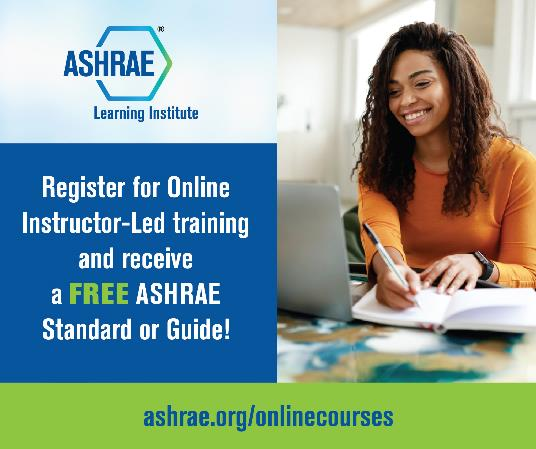 ASHRAE®
Learning Institute
Register for Online
Instructor-Led training
and receive
a FREE ASHRAE
Standard or Guide!
ashrae.org/onlinecourses